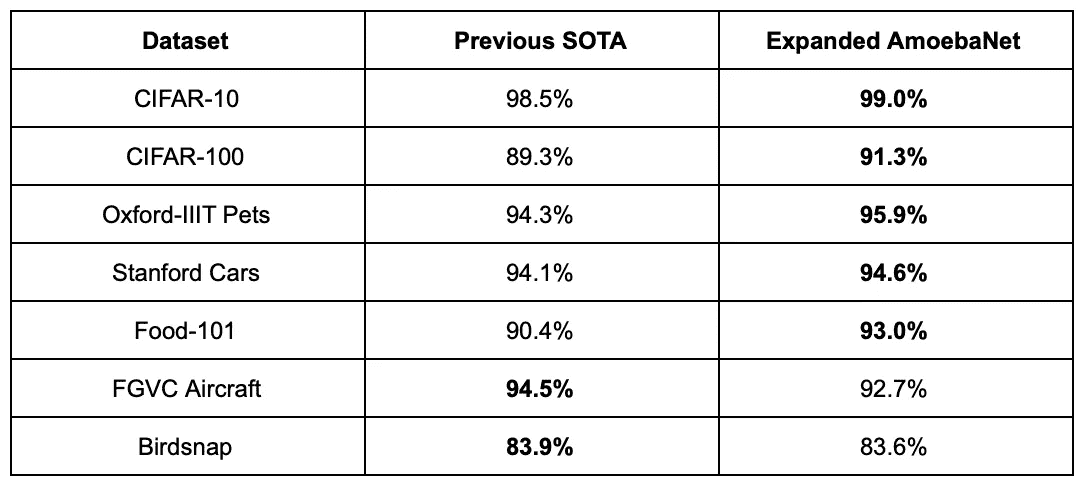 Dataset Previous SOTA Expanded AmoebaNet
CIFAR-10 98.5% 99.0%
CIFAR-100 89.3% 91.3%
Oxford-IIIT Pets 94.3% 95.9%
Stanford Cars 94.1% 94.6%
Food-101 90.4% 93.0%
FGVC Aircraft 94.5% 92.7%
Birdsnap 83.9% 83.6%